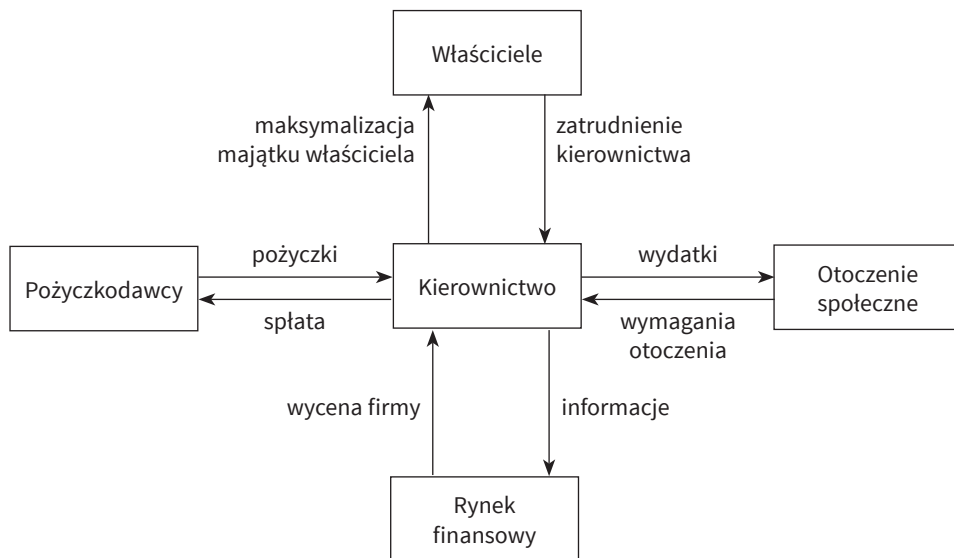 Właściciele
maksymalizacja
majątku właściciela
zatrudnienie
kierownictwa
Pożyczkodawcy
pożyczki
spłata
Kierownictwo
wydatki
wymagania
otoczenia
Otoczenie
społeczne
wycena firmy
informacje
Rynek
finansowy